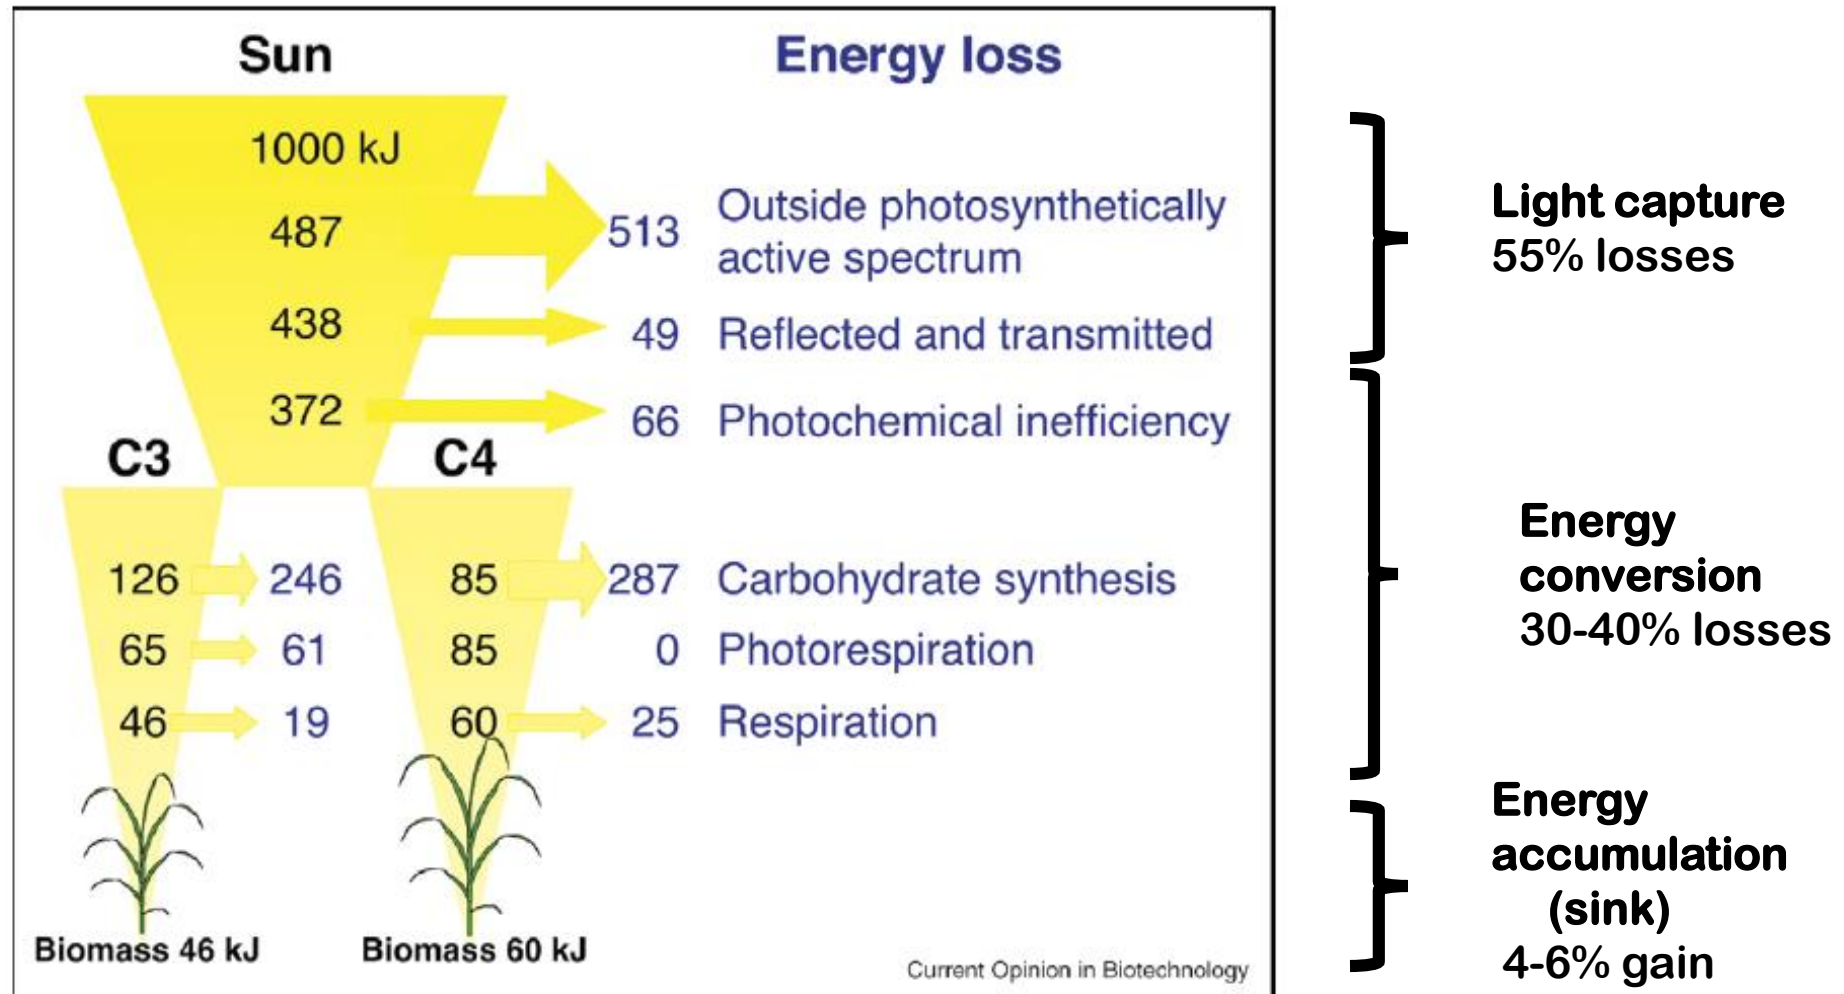 Sun
Energy loss
1000 kJ
487
513
Outside photosynthetically
active spectrum
438
49
Reflected and transmitted
372
66
Photochemical inefficiency
C3
C4
126
246
85
287
Carbohydrate synthesis
65
61
85
0
Photorespiration
46
19
60
25
Respiration
Biomass 46 kJ
Biomass 60 kJ
Current Opinion in Biotechnology
Light capture
55% losses
Energy
conversion
30-40% losses
Energy
accumulation
(sink)
4-6% gain